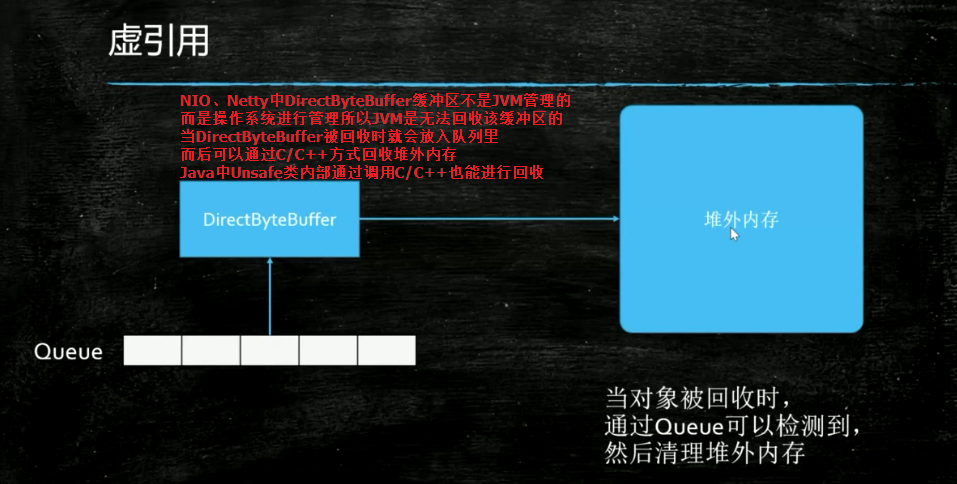 虚引用
NIO、Netty中DirectByteBuffer缓冲区不是JVM管理的
而是操作系统进行管理所以JVM是无法回收该缓冲区的
当DirectByteBuffer被回收时就会放入队列里
而后可以通过C/C++方式回收堆外内存
Java中Unsafe类内部通过调用C/C++也能进行回收
DirectByteBuffer
堆外内存
Queue
当对象被回收时，
通过Queue可以检测到，
然后清理堆外内存